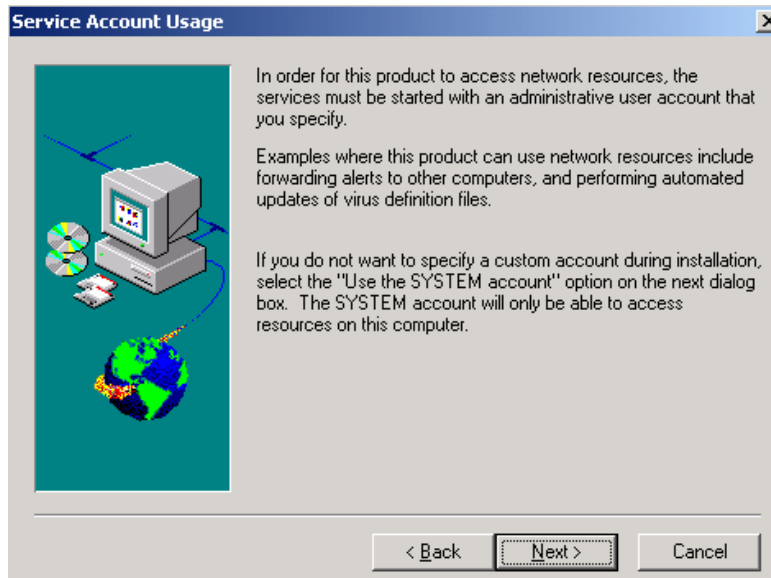 Service Account Usage
In order for this product to access network resources, the
services must be started with an administrative user account that
you specify.
Examples where this product can use network resources include
forwarding alerts to other computers, and performing automated
updates of virus definition files.
If you do not want to specify a custom account during installation,
select the "Use the SYSTEM account" option on the next dialog
box.  The SYSTEM account will only be able to access
resources on this computer.
< Back
Next >
Cancel